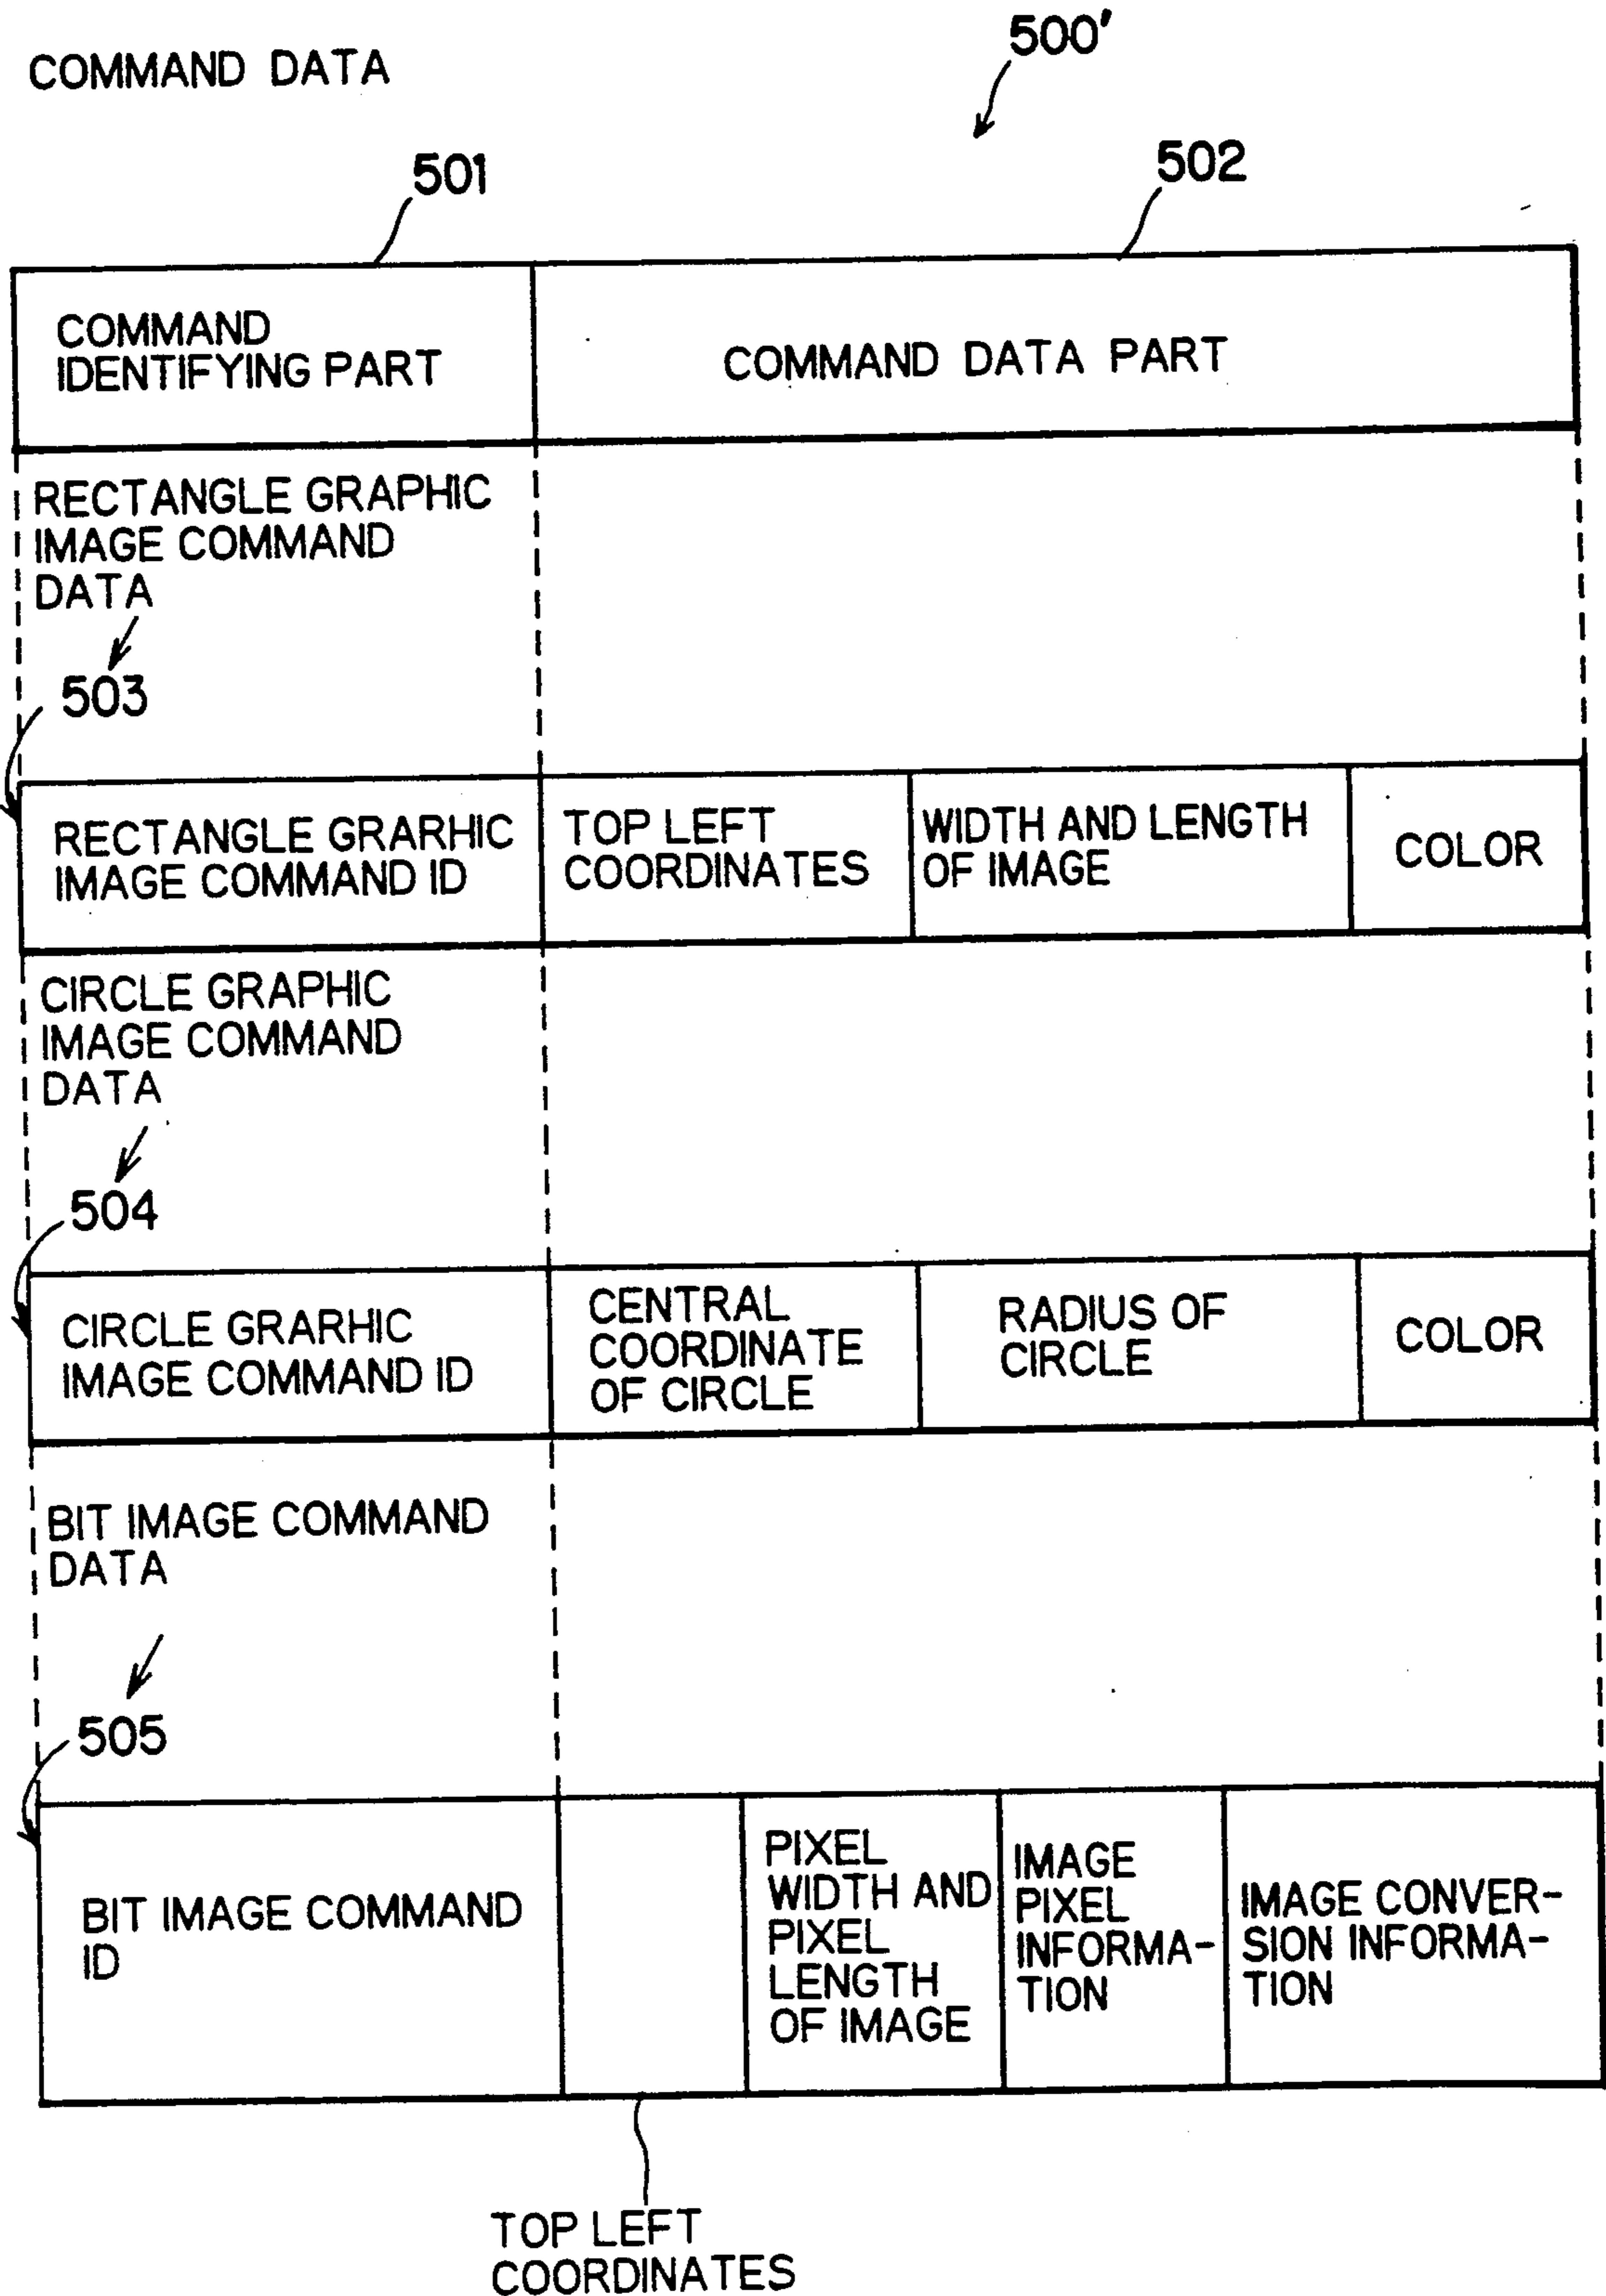 COMMAND DATA
500'
501
502
COMMAND
IDENTIFYING PART
COMMAND DATA PART
RECTANGLE GRAPHIC
IMAGE COMMAND
DATA
503
RECTANGLE GRARHIC
IMAGE COMMAND ID
TOP LEFT
COORDINATES
WIDTH AND LENGTH
OF IMAGE
COLOR
CIRCLE GRAPHIC
IMAGE COMMAND
DATA
504
CIRCLE GRARHIC
IMAGE COMMAND ID
CENTRAL
COORDINATE
OF CIRCLE
RADIUS OF
CIRCLE
COLOR
BIT IMAGE COMMAND
DATA
505
BIT IMAGE COMMAND
ID
PIXEL
WIDTH AND
PIXEL
LENGTH
OF IMAGE
IMAGE
PIXEL
INFORMA-
TION
IMAGE CONVER-
SION INFORMA-
TION
TOP LEFT
COORDINATES